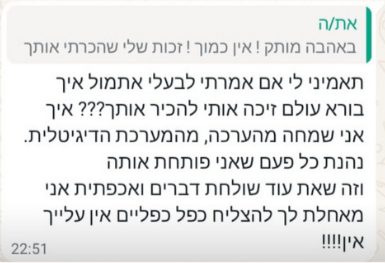 את/ה
באהבה מותק ! אין כמוך ! זכות שלי שהכרתי אותך
תאמיני לי אם אמרתי לבעלי אתמול איך
בורא עולם זיכה אותי להכיר אותך??? איך
אני שמחה מהערכה, מהמערכת הדיגיטלית.
נהנת כל פעם שאני פותחת אותה
וזה שאת עוד שולחת דברים ואכפתית אני
מאחלת לך להצליח כפל כפליים אין עלייך
אין!!!!
22:51